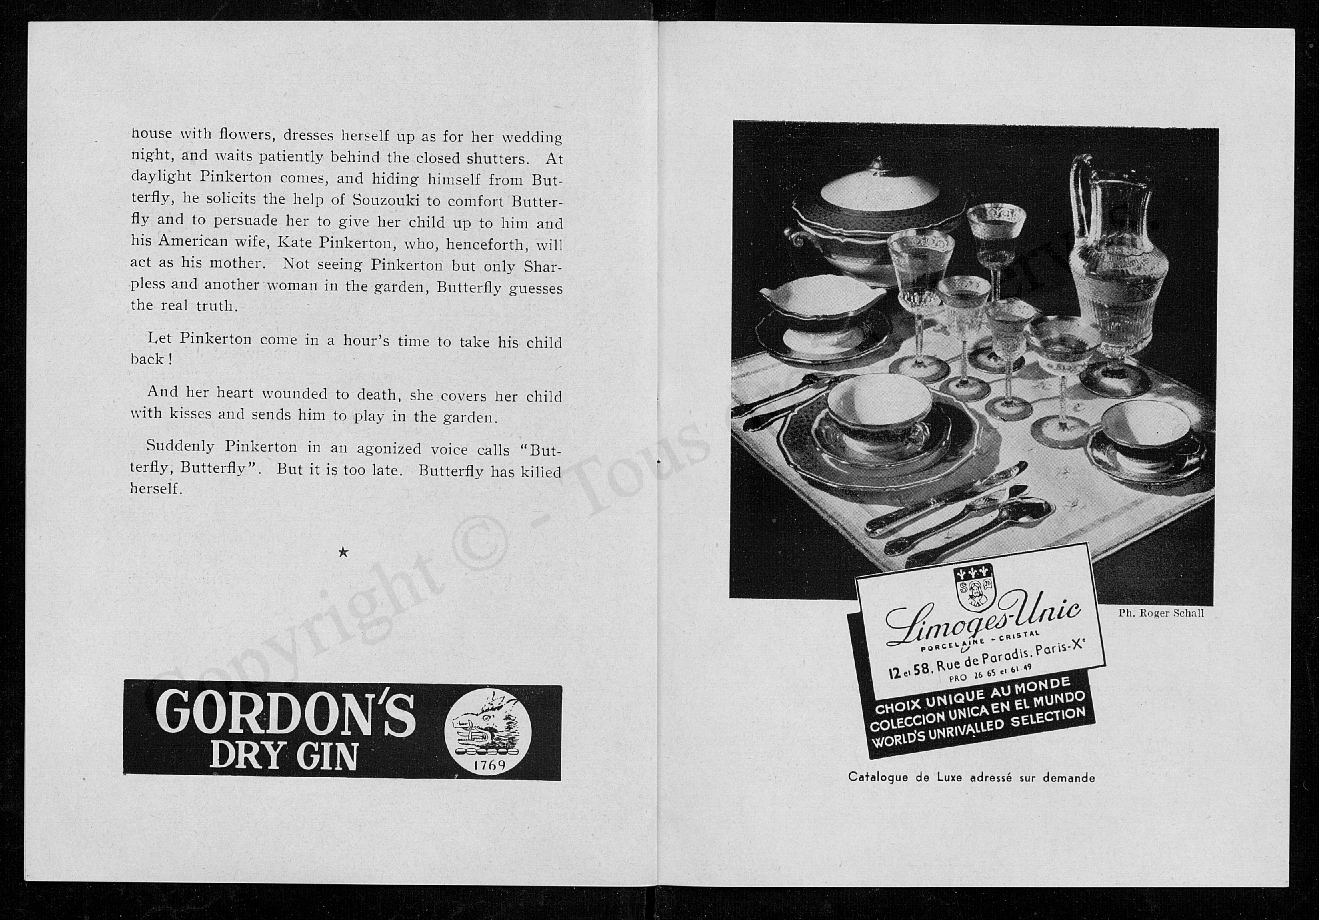 house with flowers, dresses herself up as for her wedding
night, and waits patiently behind the closed shutters. At
daylight Pinkerton comes, and hiding himself from But-
terfly, he solicits the help of Souzouki to comfort Butter-
fly and to persuade her to give her child up to him and
his American wife, Kate Pinkerton, who, henceforth, will
act as his mother. Not seeing Pinkerton but only Shar-
pless and another woman in the garden, Butterfly guesses
the real truth.
Let Pinkerton come in a hour's time to take his child
back !
And her heart wounded to death, she covers her child
with kisses and sends him to play in the garden.
Suddenly Pinkerton in an agonized voice calls "But-
terfly, Butterfly". But it is too late. Butterfly has killed
herself.
GORDON'S
DRY GIN
1769
Ph. Roger Schall
Limoges-Unic
PORCELAINE - CRISTAL
12 et 58, Rue de Paradis, Paris-Xe
PRO 26 65 et 61 49
CHOIX UNIQUE AU MONDE
COLECCION UNICA EN EL MUNDO
WORLD'S UNRIVALLED SELECTION
Catalogue de Luxe adressé sur demande
Copyright © - Tous